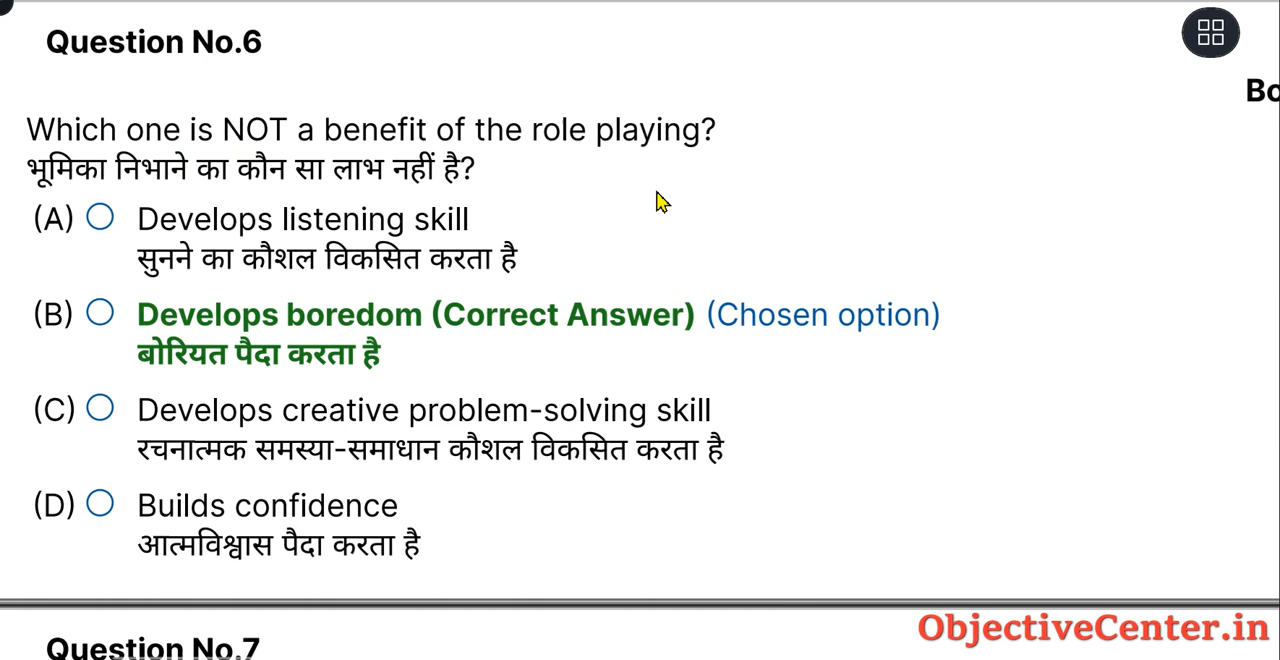 Question No.6
Bo
Which one is NOT a benefit of the role playing?
भूमिका निभाने का कौन सा लाभ नहीं है?
(A) Develops listening skill
सुनने का कौशल विकसित करता है
(B) Develops boredom (Correct Answer) (Chosen option)
बोरियत पैदा करता है
(C) Develops creative problem-solving skill
रचनात्मक समस्या-समाधान कौशल विकसित करता है
(D) Builds confidence
आत्मविश्वास पैदा करता है
ObjectiveCenter.in
Question No.7